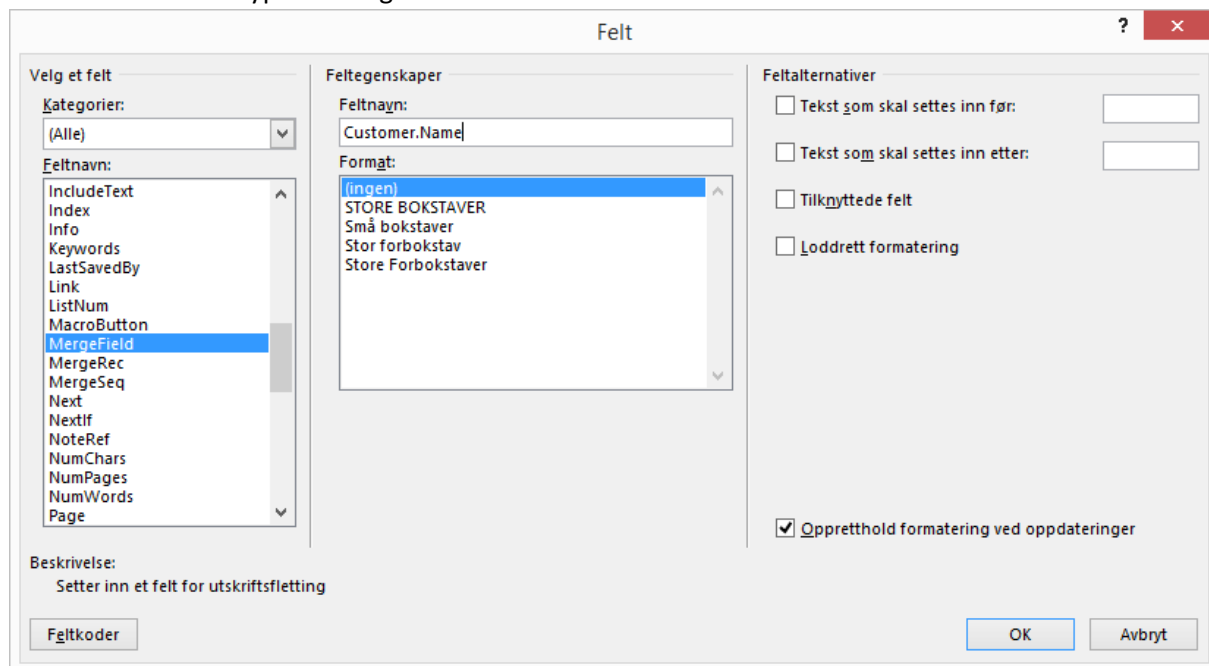 Felt
?
Velg et felt
Kategorier:
(Alle)
Feltnavn:
IncludeText
Index
Info
Keywords
LastSavedBy
Link
ListNum
MacroButton
MergeField
MergeRec
MergeSeq
Next
NextIf
NoteRef
NumChars
NumPages
NumWords
Page
Feltegenskaper
Feltnavn:
Customer.Name
Format:
(ingen)
STORE BOKSTAVER
Små bokstaver
Stor forbokstav
Store Forbokstaver
Feltalternativer
Tekst som skal settes inn før:
Tekst som skal settes inn etter:
Tilknyttede felt
Loddrett formatering
Oppretthold formatering ved oppdateringer
Beskrivelse:
Setter inn et felt for utskriftsfletting
Feltkoder
OK
Avbryt